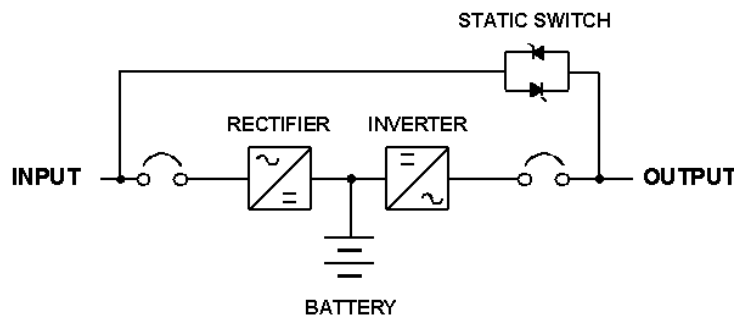 STATIC SWITCH
RECTIFIER
INVERTER
INPUT
OUTPUT
BATTERY